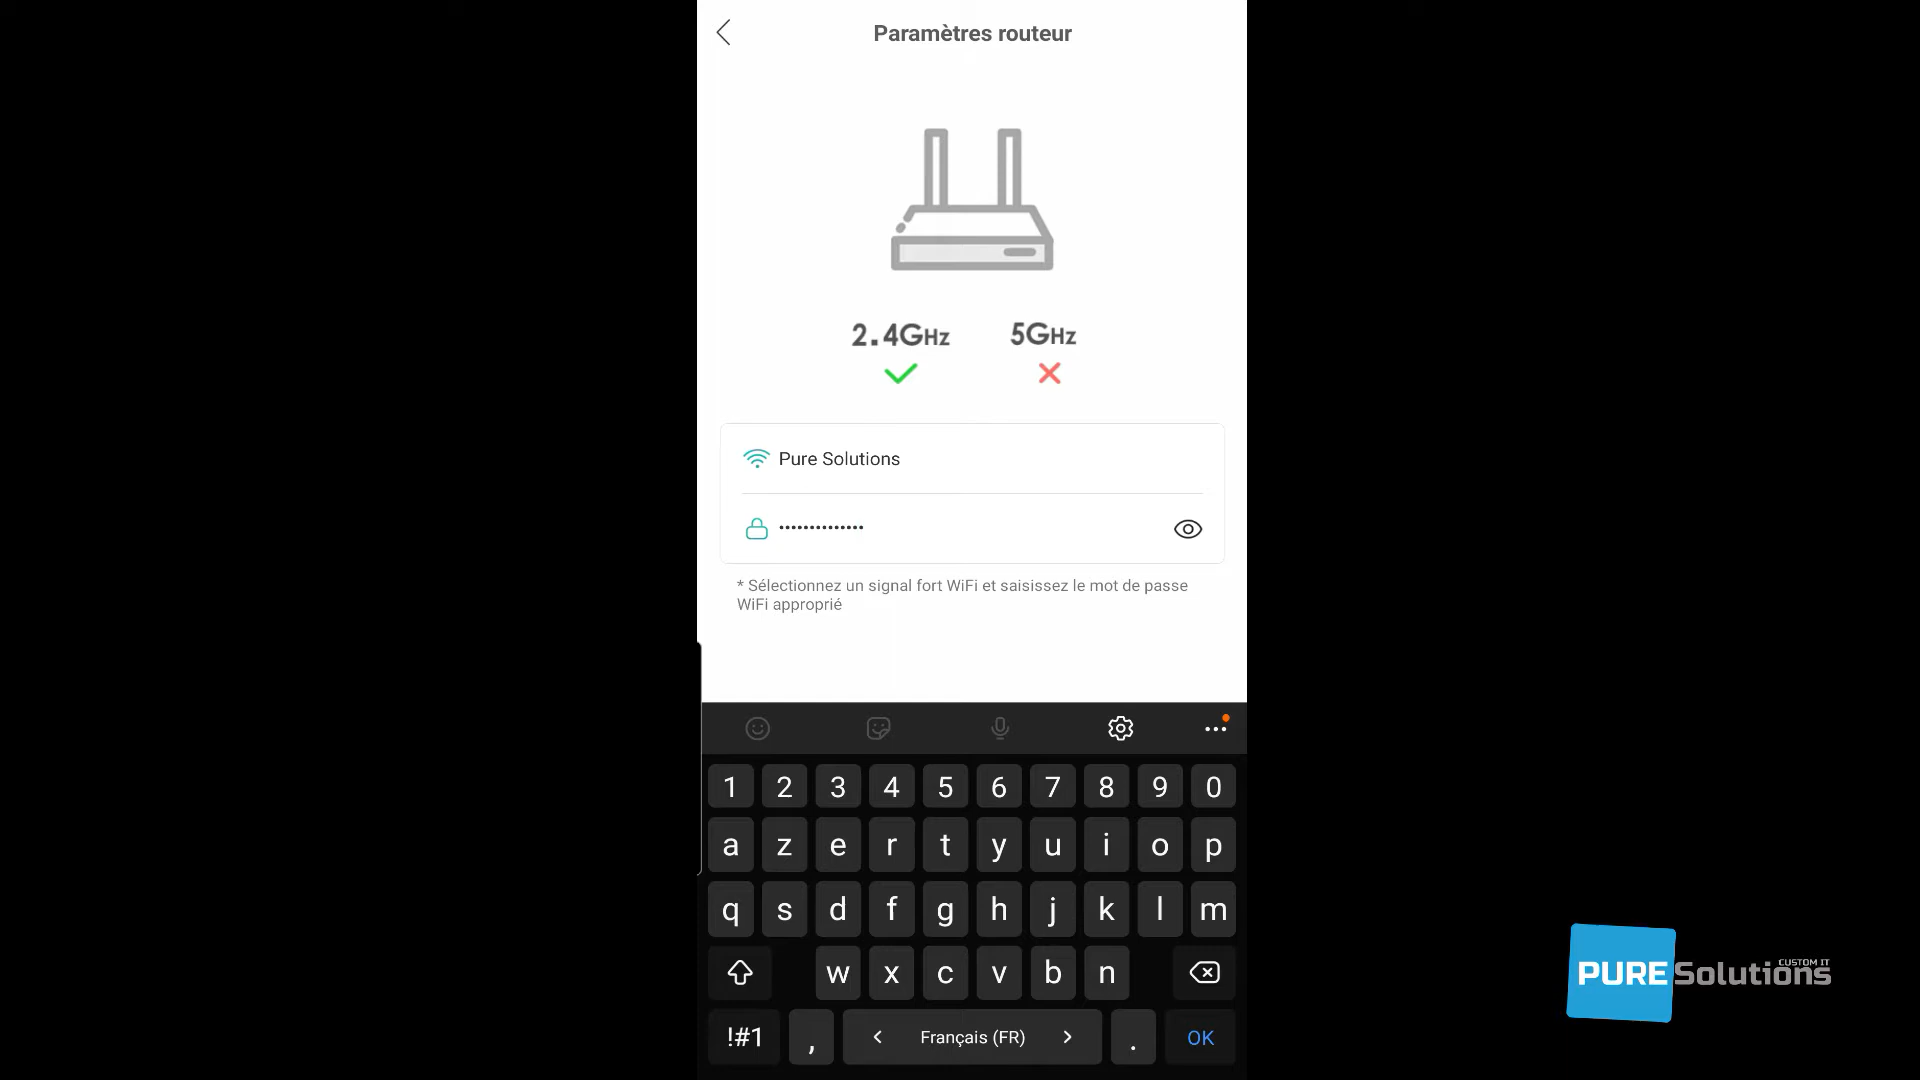 Paramètres routeur
2.4GHz 5GHz
Pure Solutions
••••••••••••••
* Sélectionnez un signal fort WiFi et saisissez le mot de passe
WiFi approprié
1 2 3 4 5 6 7 8 9 0
a z e r t y u i o p
q s d f g h j k l m
w x c v b n
!#1 , < Français (FR) > . OK
CUSTOM IT
PURE Solutions